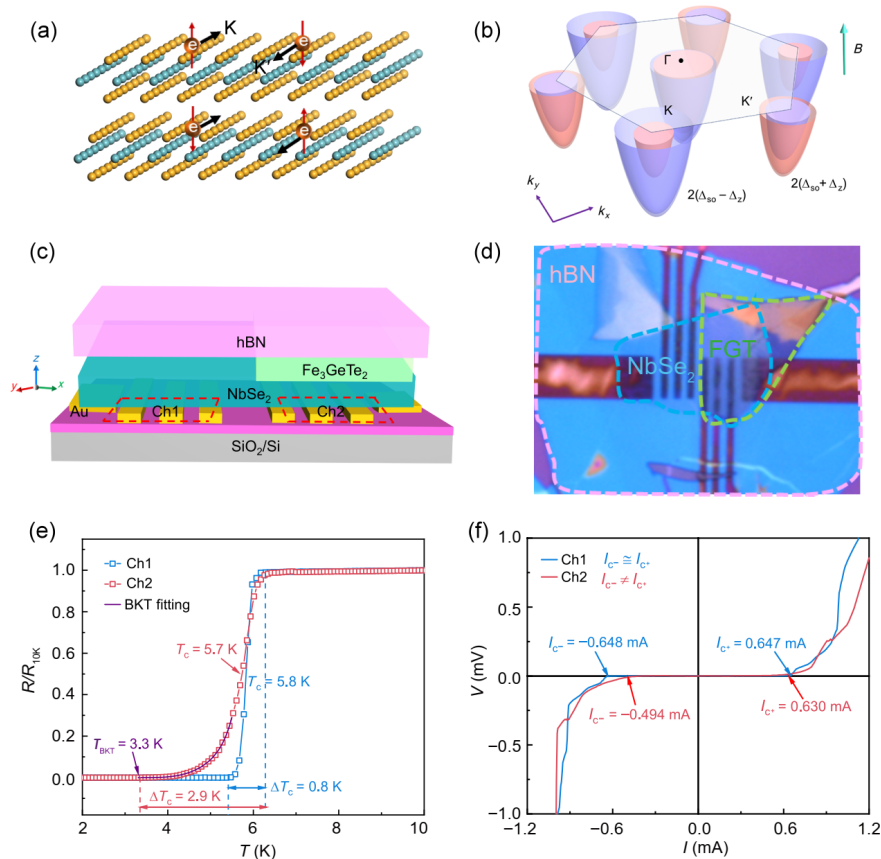 (a)
K
e
e
K′
e
e
(b)
B
Γ
K
K′
2(Δso − Δz)
2(Δso + Δz)
ky
kx
(c)
hBN
Fe3GeTe2
NbSe2
z
y
x
Au
Ch1
Ch2
SiO2/Si
(d)
hBN
NbSe2
FGT
(e)
Ch1
Ch2
BKT fitting
Tc = 5.7 K
Tc = 5.8 K
TBKT = 3.3 K
ΔTc = 2.9 K
ΔTc = 0.8 K
R/R10K
1.0
0.8
0.6
0.4
0.2
0.0
2 4 6 8 10
T (K)
(f)
Ch1 Ic- ≅ Ic+
Ch2 Ic- ≠ Ic+
Ic- = −0.648 mA
Ic+ = 0.647 mA
Ic- = −0.494 mA
Ic+ = 0.630 mA
V (mV)
1.0
0.5
0.0
−0.5
−1.0
−1.2 −0.6 0.0 0.6 1.2
I (mA)